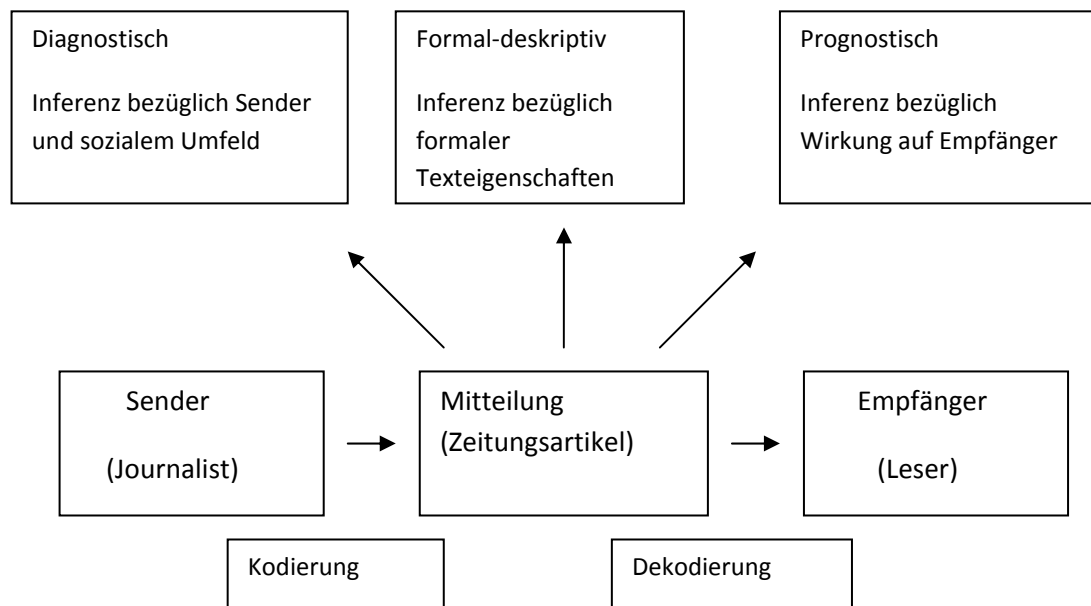 Diagnostisch
Inferenz bezüglich Sender
und sozialem Umfeld
Formal-deskriptiv
Inferenz bezüglich
formaler
Texteigenschaften
Prognostisch
Inferenz bezüglich
Wirkung auf Empfänger
Sender
(Journalist)
Mitteilung
(Zeitungsartikel)
Empfänger
(Leser)
Kodierung
Dekodierung